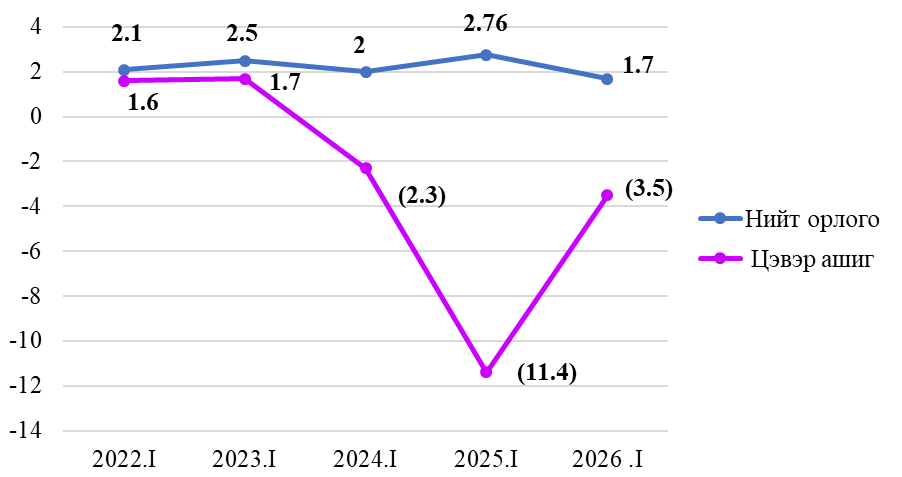 4
2
0
-2
-4
-6
-8
-10
-12
-14
2.1
2.5
2
2.76
1.7
1.6
1.7
(2.3)
(11.4)
(3.5)
2022.I
2023.I
2024.I
2025.I
2026 .I
Нийт орлого
Цэвэр ашиг